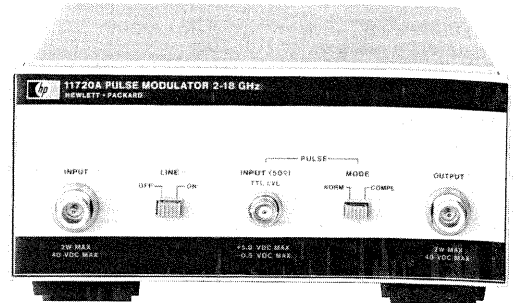 hp 11720A PULSE MODULATOR 2-18 GHz
HEWLETT • PACKARD
PULSE
INPUT LINE INPUT (50Ω) MODE OUTPUT
OFF ON TTL LVL NORM COMPL
2W MAX +5.0 VDC MAX 2W MAX
40 VDC MAX -0.5 VDC MAX 40 VDC MAX